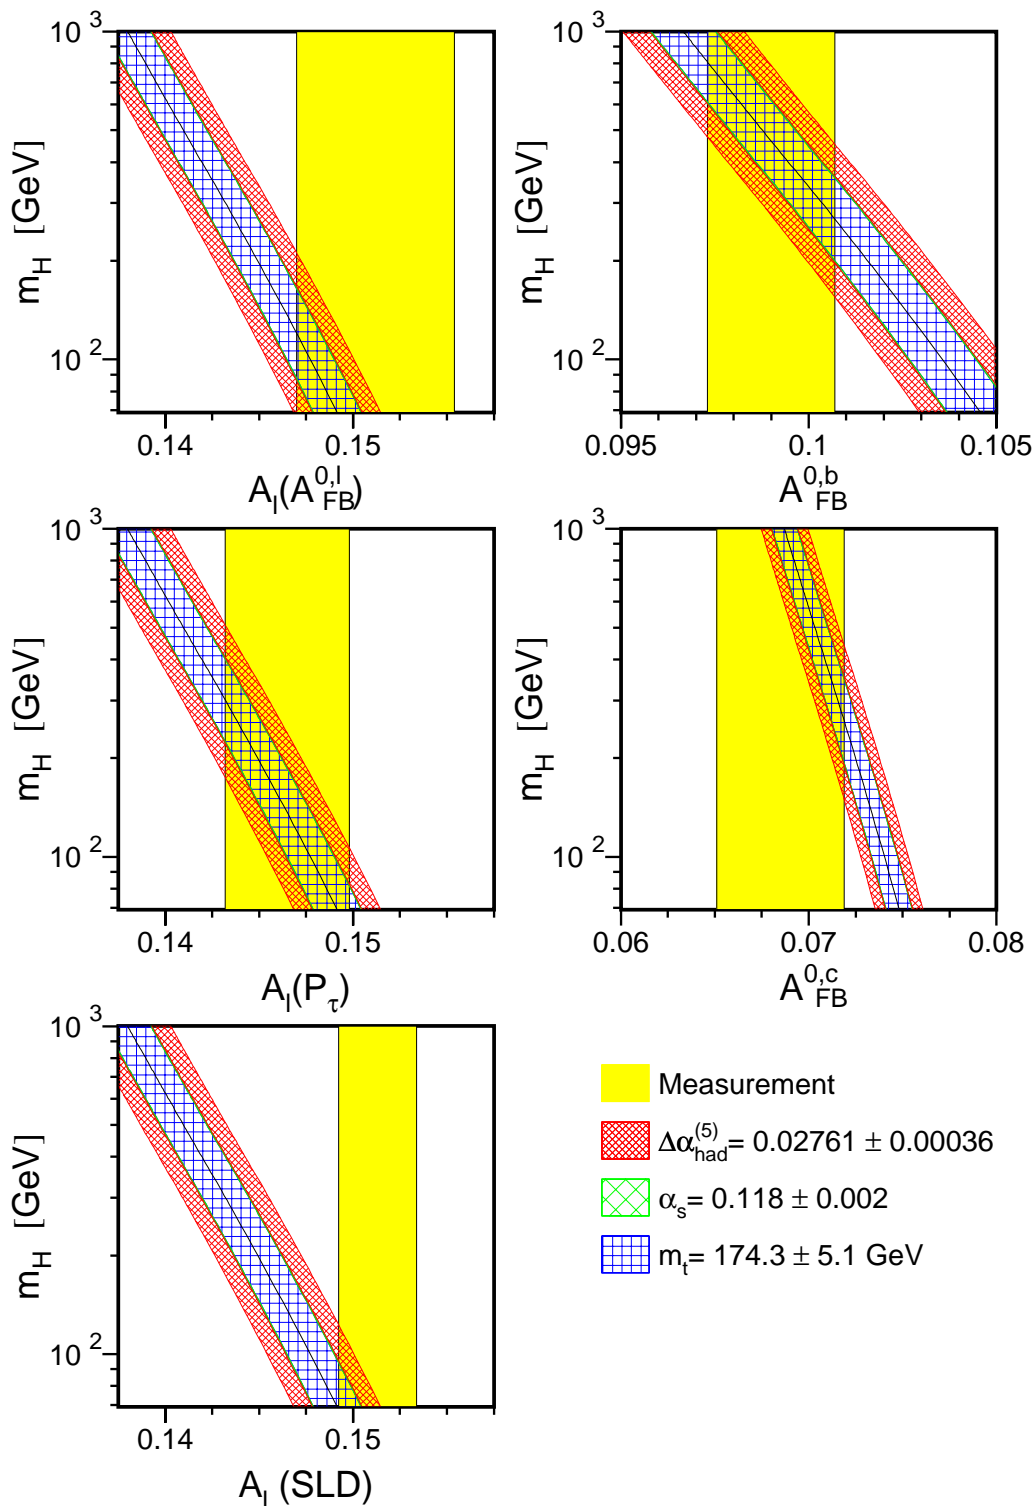 10³
10²
m_H [GeV]
0.14 0.15
A_l(A_FB^0,l)
10³
10²
m_H [GeV]
0.095 0.1 0.105
A_FB^0,b
10³
10²
m_H [GeV]
0.14 0.15
A_l(P_τ)
10³
10²
m_H [GeV]
0.06 0.07 0.08
A_FB^0,c
10³
10²
m_H [GeV]
0.14 0.15
A_l (SLD)
Measurement
Δα_had^(5)= 0.02761 ± 0.00036
α_s= 0.118 ± 0.002
m_t= 174.3 ± 5.1 GeV